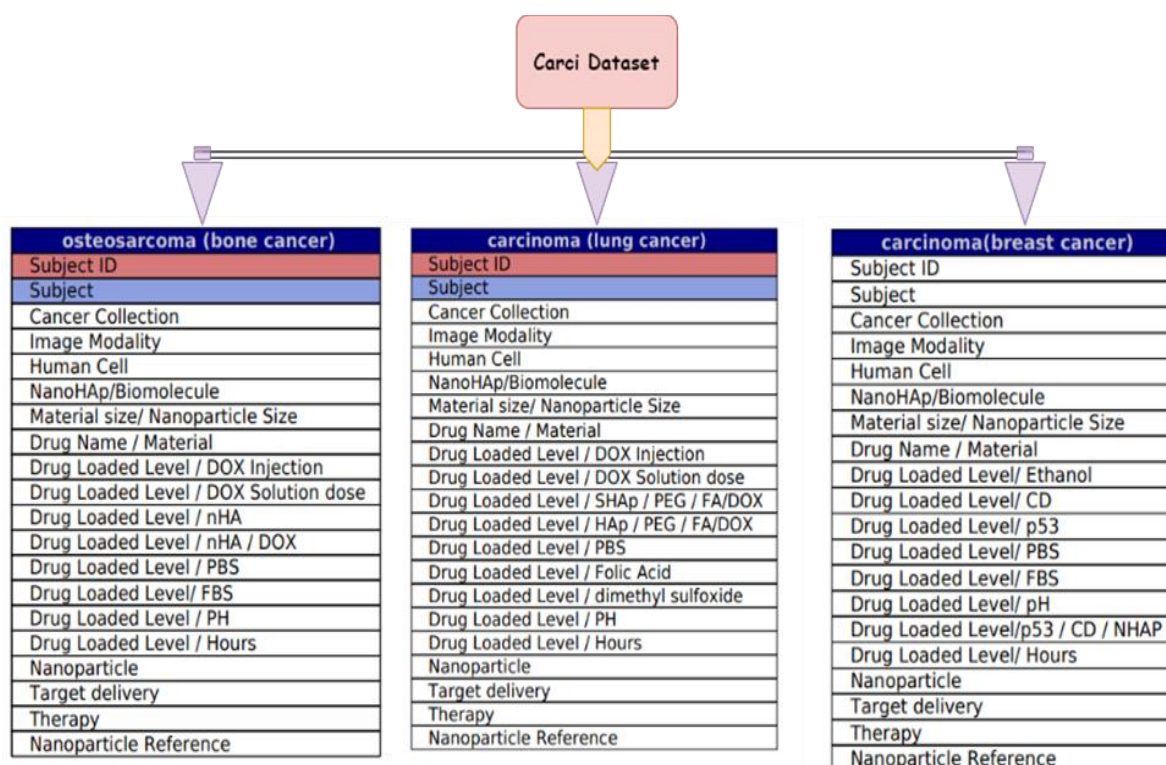 Carci Dataset
osteosarcoma (bone cancer)
Subject ID
Subject
Cancer Collection
Image Modality
Human Cell
NanoHAp/Biomolecule
Material size/ Nanoparticle Size
Drug Name / Material
Drug Loaded Level / DOX Injection
Drug Loaded Level / DOX Solution dose
Drug Loaded Level / nHA
Drug Loaded Level / nHA / DOX
Drug Loaded Level / PBS
Drug Loaded Level/ FBS
Drug Loaded Level / PH
Drug Loaded Level / Hours
Nanoparticle
Target delivery
Therapy
Nanoparticle Reference
carcinoma (lung cancer)
Subject ID
Subject
Cancer Collection
Image Modality
Human Cell
NanoHAp/Biomolecule
Material size/ Nanoparticle Size
Drug Name / Material
Drug Loaded Level / DOX Injection
Drug Loaded Level / DOX Solution dose
Drug Loaded Level / SHAp / PEG / FA/DOX
Drug Loaded Level / HAp / PEG / FA/DOX
Drug Loaded Level / PBS
Drug Loaded Level / Folic Acid
Drug Loaded Level / dimethyl sulfoxide
Drug Loaded Level / PH
Drug Loaded Level / Hours
Nanoparticle
Target delivery
Therapy
Nanoparticle Reference
carcinoma(breast cancer)
Subject ID
Subject
Cancer Collection
Image Modality
Human Cell
NanoHAp/Biomolecule
Material size/ Nanoparticle Size
Drug Name / Material
Drug Loaded Level/ Ethanol
Drug Loaded Level/ CD
Drug Loaded Level/ p53
Drug Loaded Level/ PBS
Drug Loaded Level/ FBS
Drug Loaded Level/ pH
Drug Loaded Level/p53 / CD / NHAP
Drug Loaded Level/ Hours
Nanoparticle
Target delivery
Therapy
Nanoparticle Reference